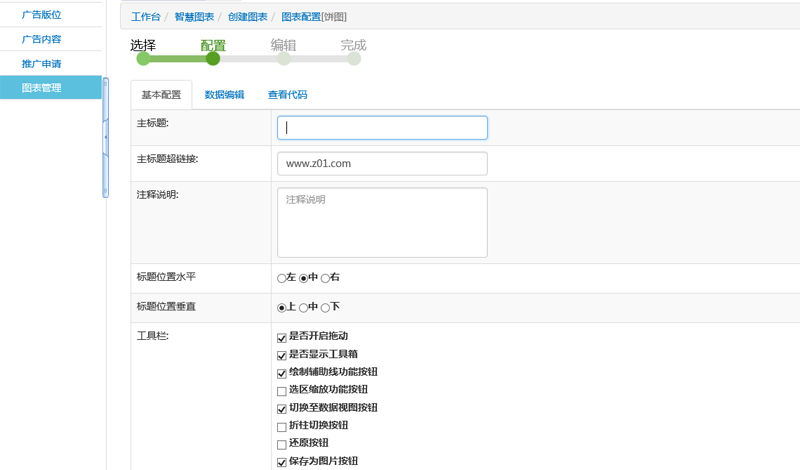 广告版位
广告内容
推广申请
图表管理
工作台 / 智慧图表 / 创建图表 / 图表配置[饼图]
选择 配置 编辑 完成
基本配置 数据编辑 查看代码
主标题:
主标题超链接: www.z01.com
注释说明: 注释说明
标题位置水平 左 中 右
标题位置垂直 上 中 下
工具栏: 是否开启拖动
是否显示工具箱
绘制辅助线功能按钮
选区缩放功能按钮
切换至数据视图按钮
折柱切换按钮
还原按钮
保存为图片按钮